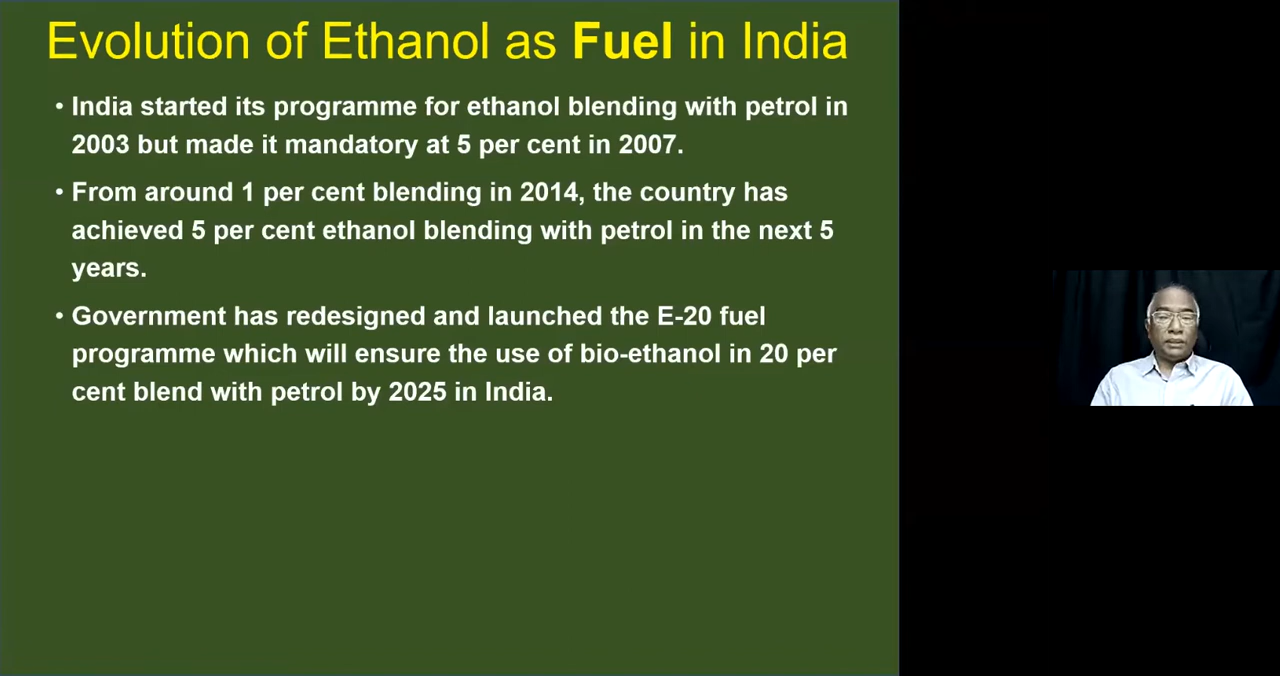 Evolution of Ethanol as Fuel in India
• India started its programme for ethanol blending with petrol in
2003 but made it mandatory at 5 per cent in 2007.
• From around 1 per cent blending in 2014, the country has
achieved 5 per cent ethanol blending with petrol in the next 5
years.
• Government has redesigned and launched the E-20 fuel
programme which will ensure the use of bio-ethanol in 20 per
cent blend with petrol by 2025 in India.